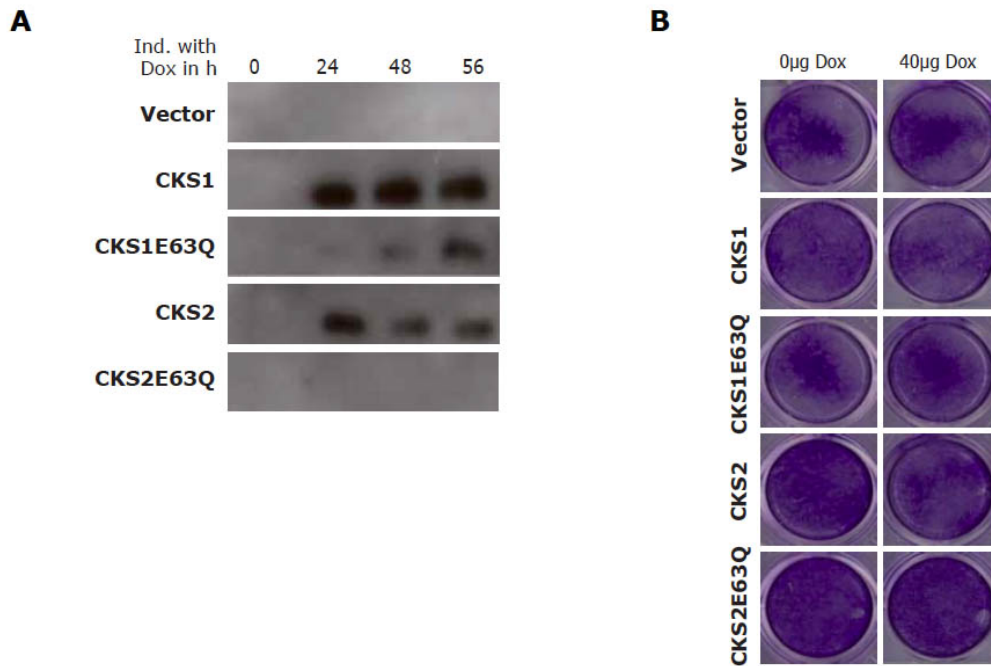 A
Ind. with
Dox in h 0 24 48 56
Vector
CKS1
CKS1E63Q
CKS2
CKS2E63Q
B
0µg Dox 40µg Dox
Vector
CKS1
CKS1E63Q
CKS2
CKS2E63Q